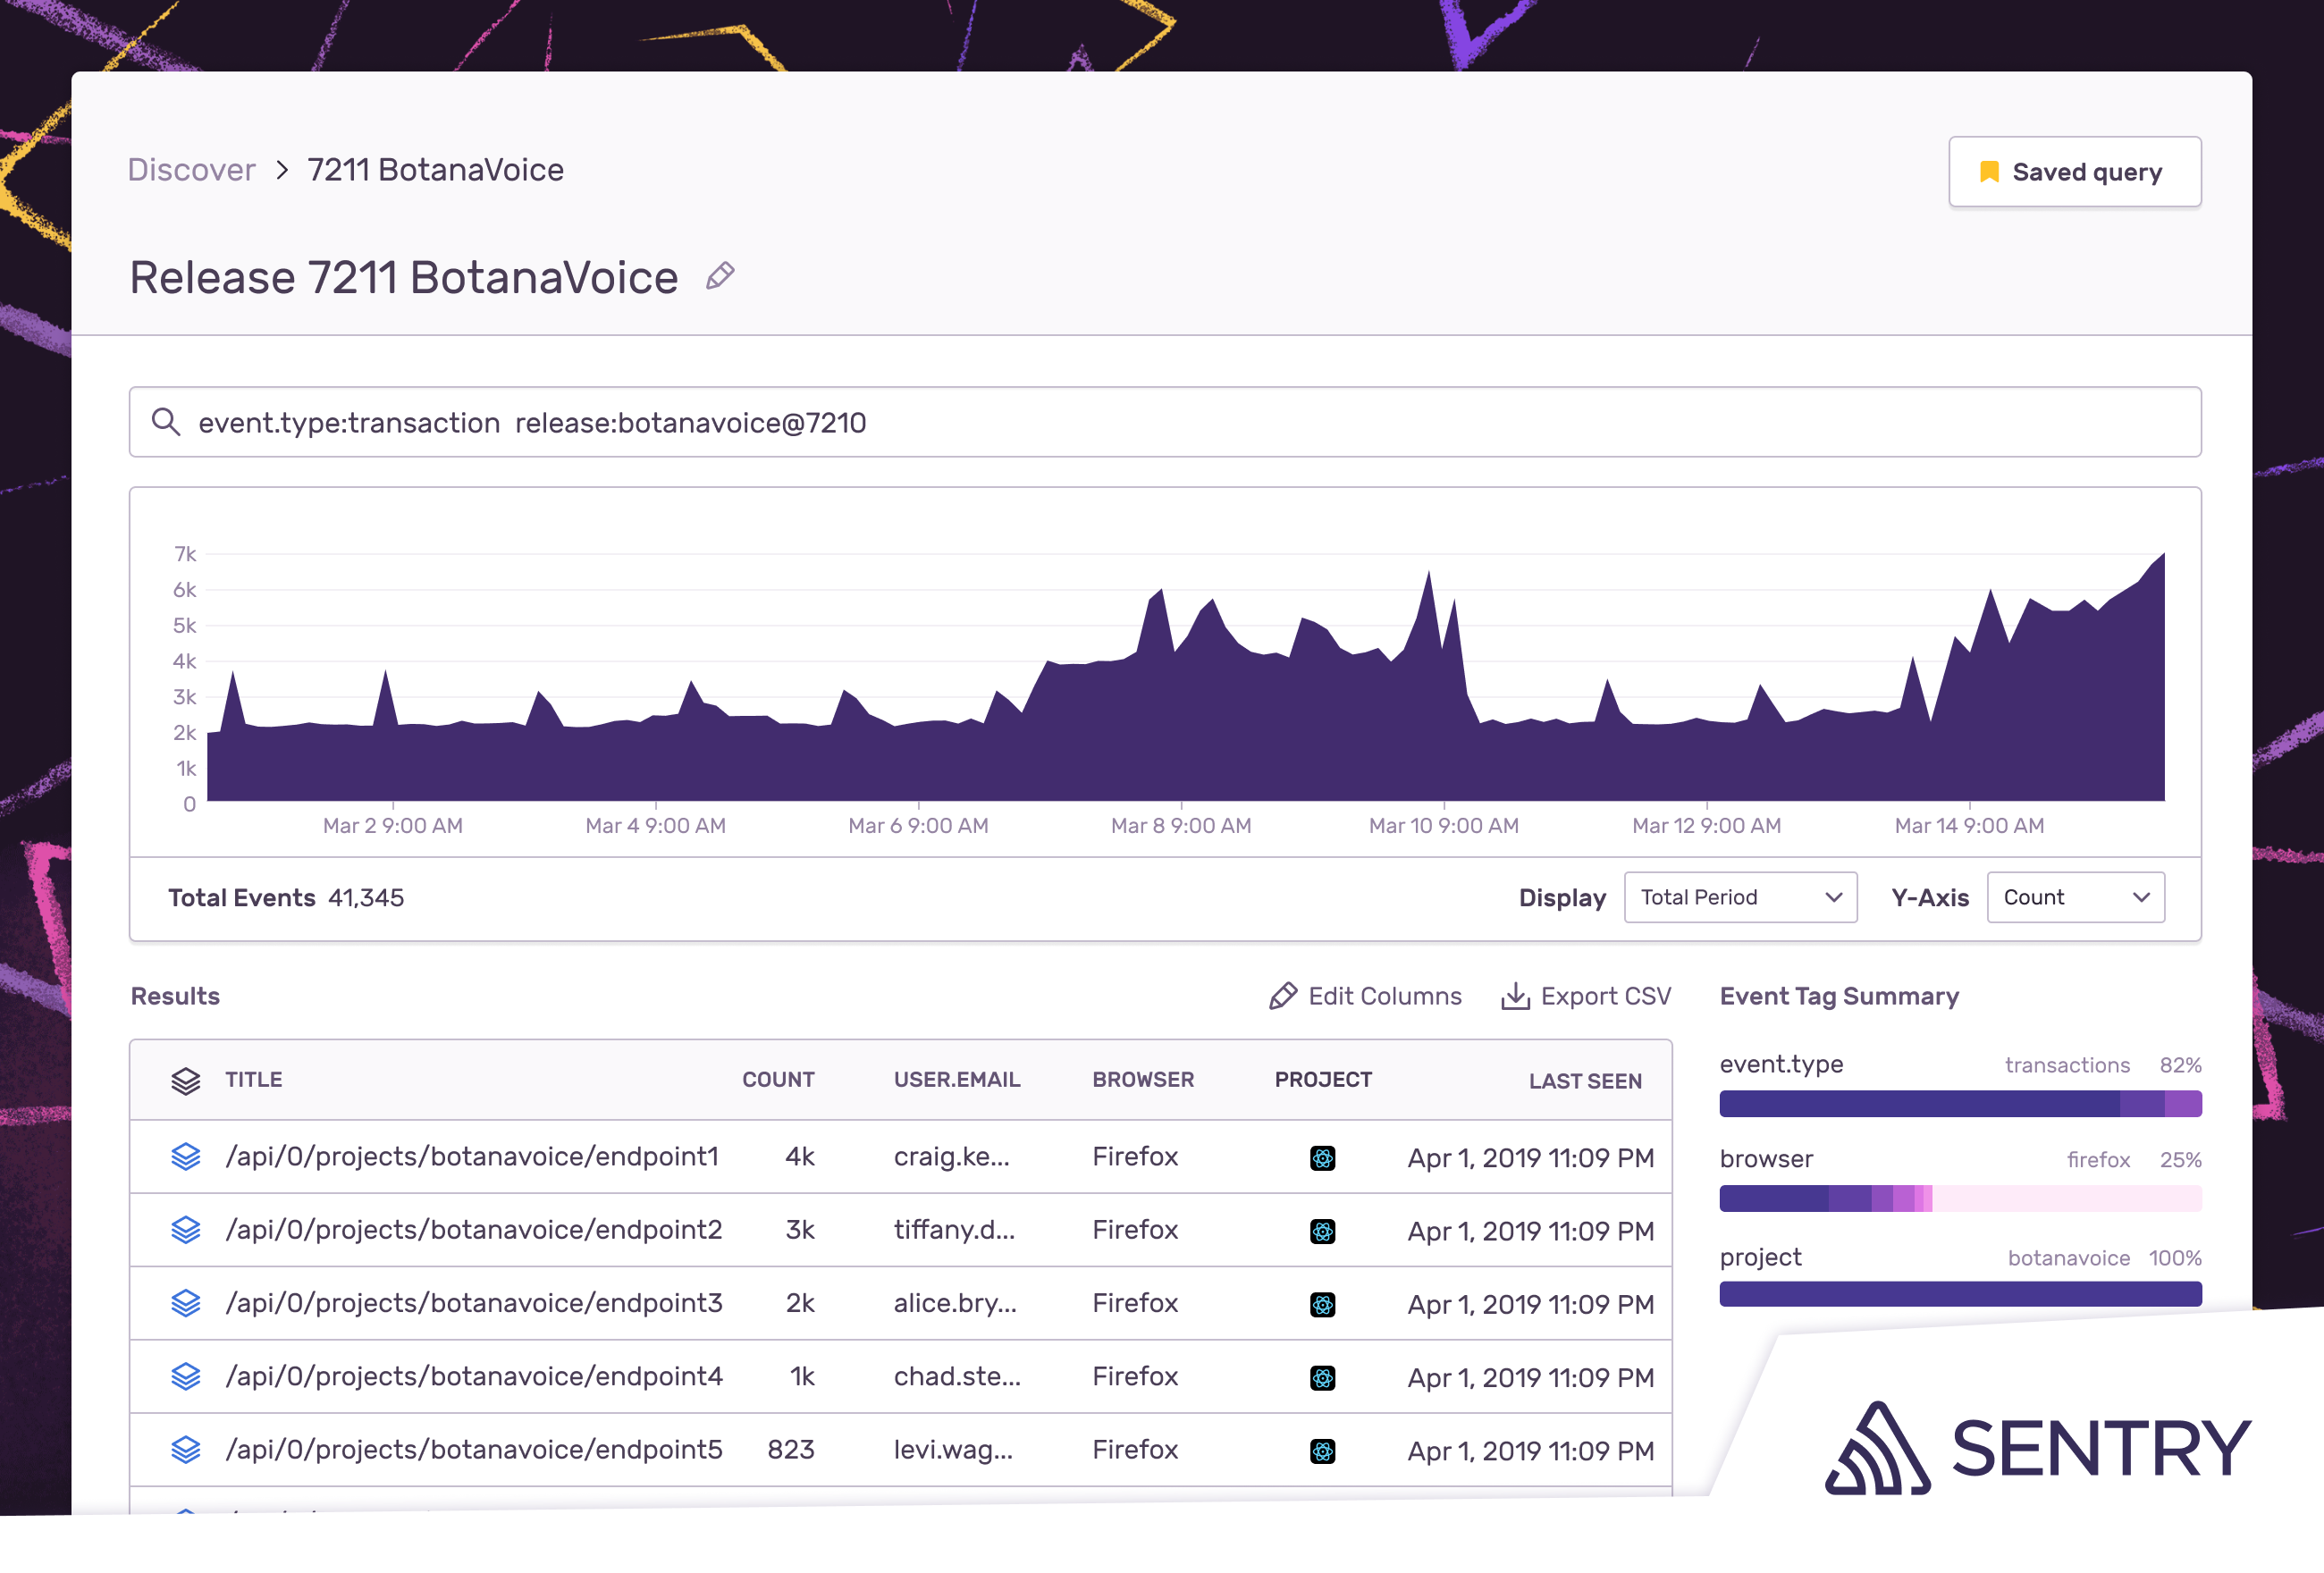 Discover > 7211 BotanaVoice
Saved query
Release 7211 BotanaVoice
event.type:transaction release:botanavoice@7210
7k
6k
5k
4k
3k
2k
1k
0
Mar 2 9:00 AM Mar 4 9:00 AM Mar 6 9:00 AM Mar 8 9:00 AM Mar 10 9:00 AM Mar 12 9:00 AM Mar 14 9:00 AM
Total Events 41,345 Display Total Period Y-Axis Count
Results Edit Columns Export CSV
TITLE COUNT USER.EMAIL BROWSER PROJECT LAST SEEN
/api/0/projects/botanavoice/endpoint1 4k craig.ke... Firefox Apr 1, 2019 11:09 PM
/api/0/projects/botanavoice/endpoint2 3k tiffany.d... Firefox Apr 1, 2019 11:09 PM
/api/0/projects/botanavoice/endpoint3 2k alice.bry... Firefox Apr 1, 2019 11:09 PM
/api/0/projects/botanavoice/endpoint4 1k chad.ste... Firefox Apr 1, 2019 11:09 PM
/api/0/projects/botanavoice/endpoint5 823 levi.wag... Firefox Apr 1, 2019 11:09 PM
Event Tag Summary
event.type transactions 82%
browser firefox 25%
project botanavoice 100%
SENTRY